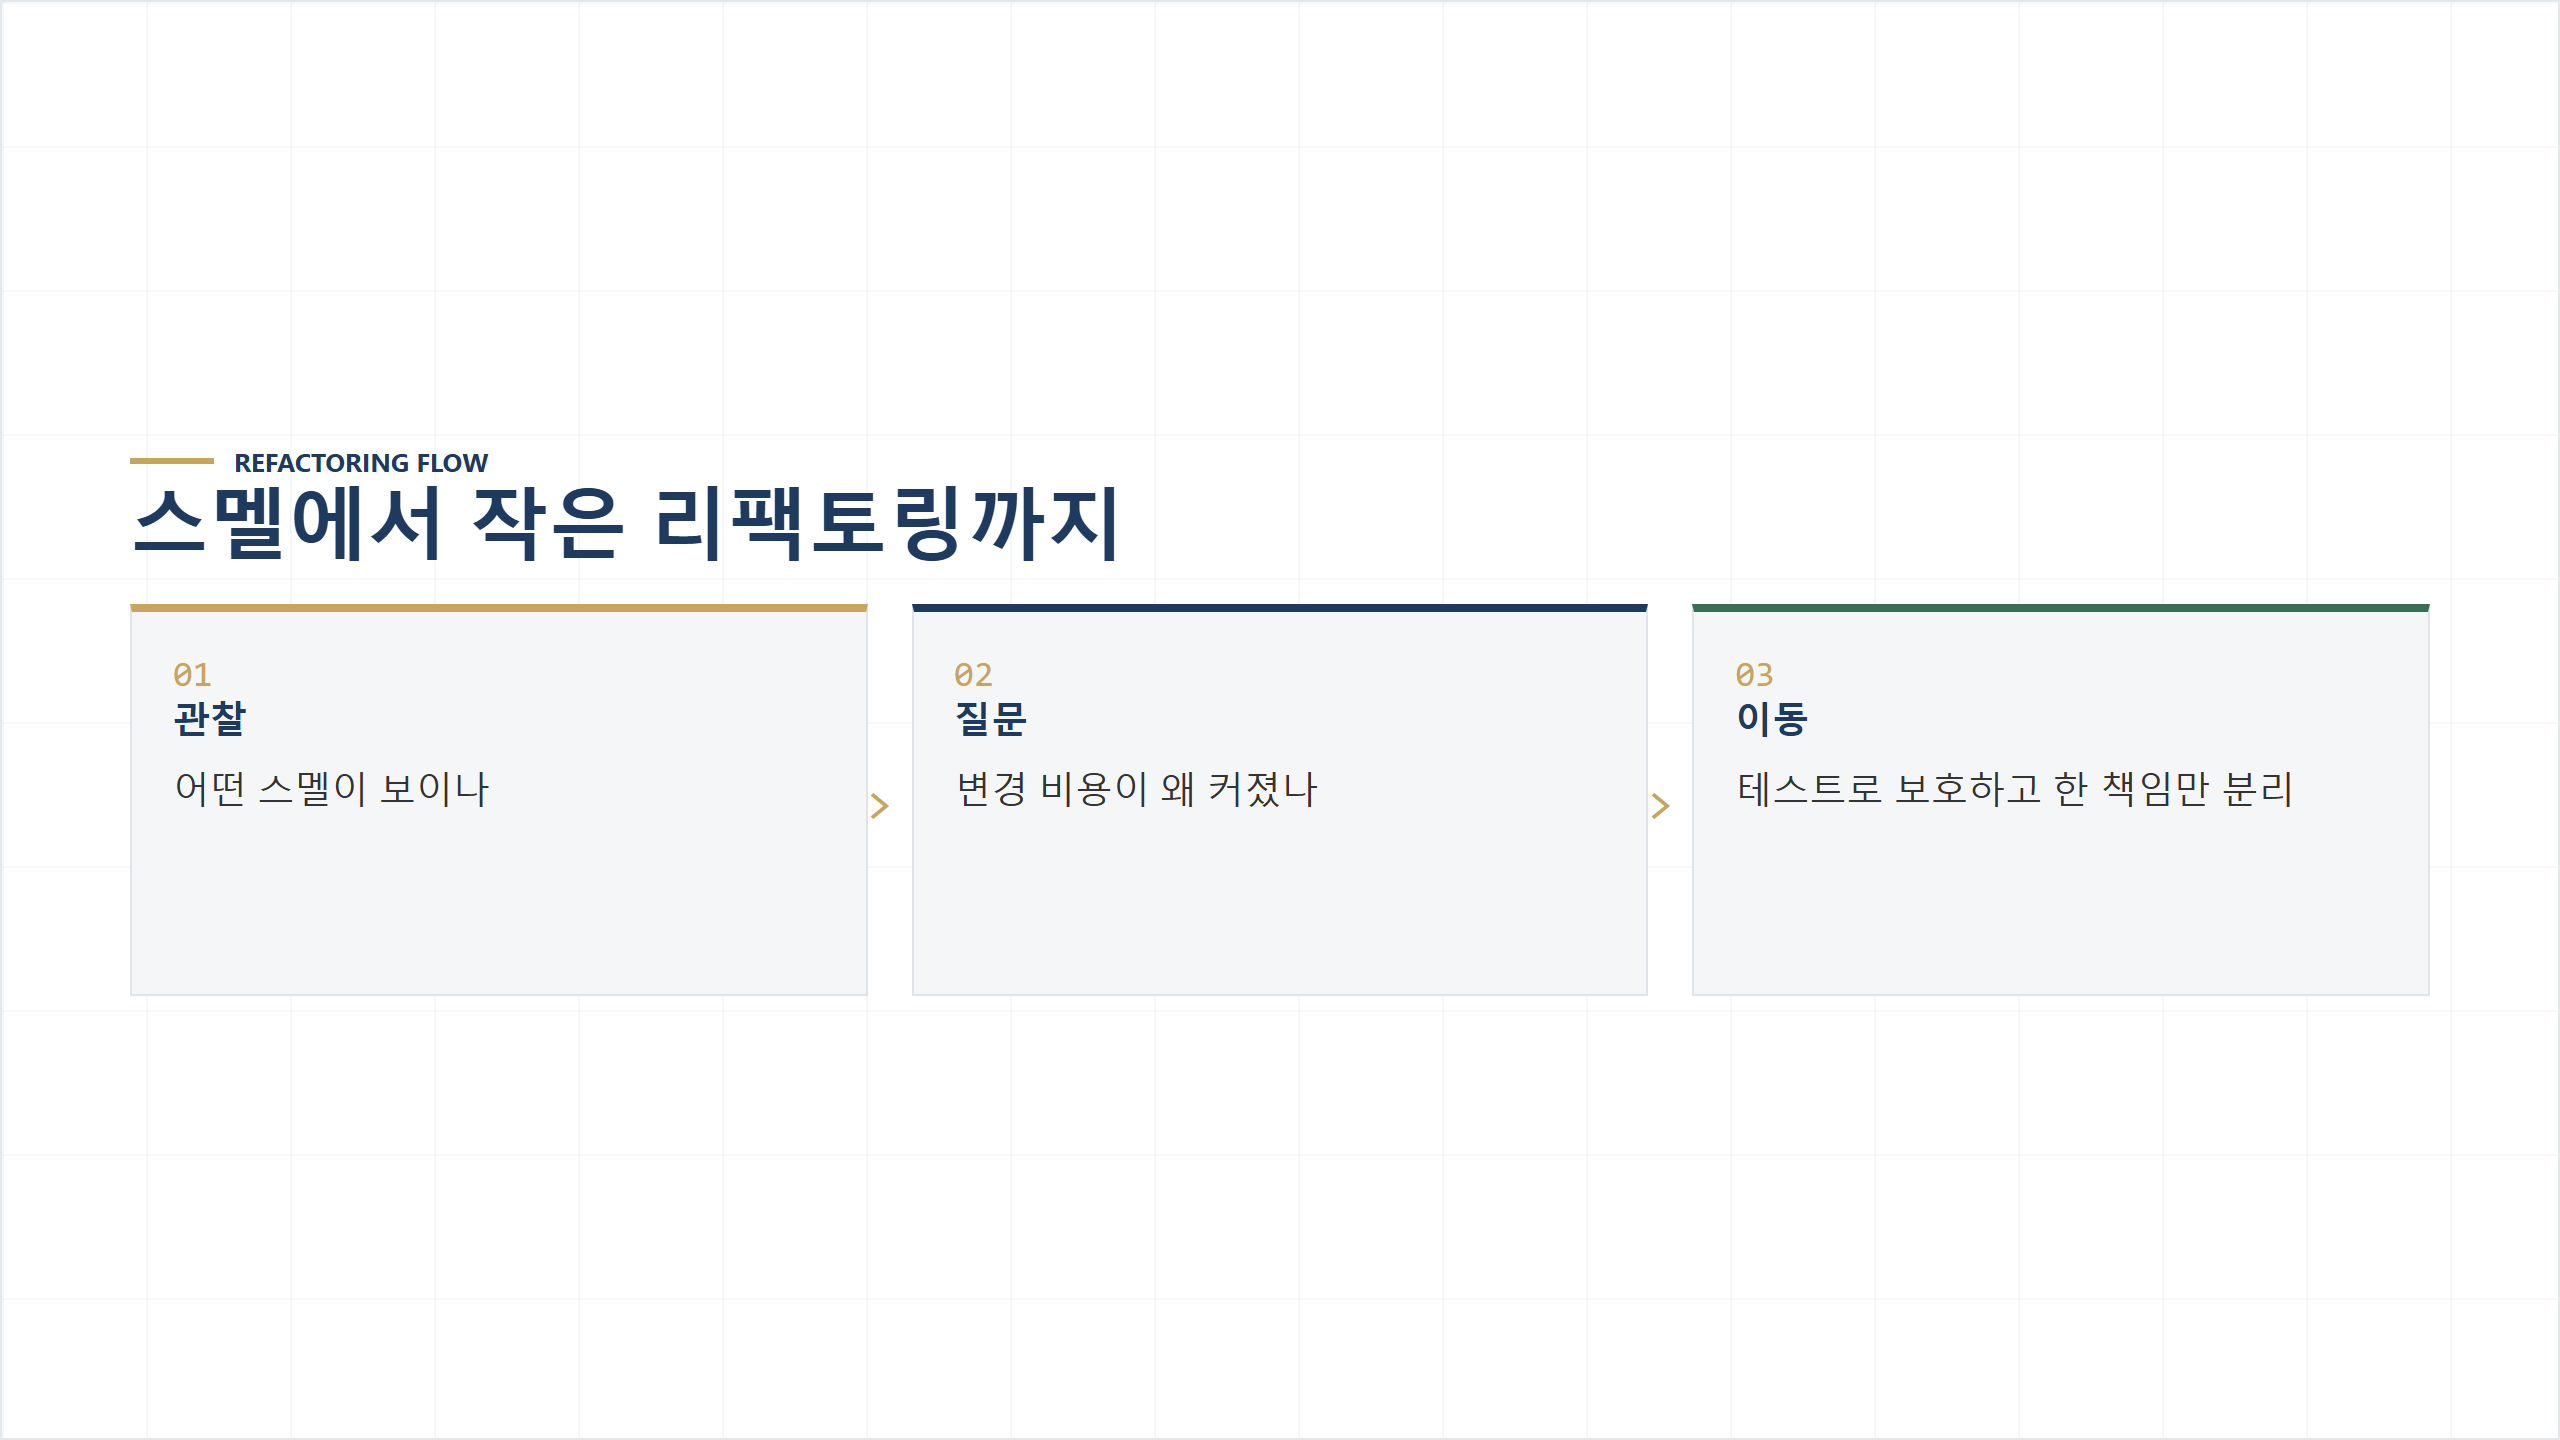 REFACTORING FLOW
스멜에서 작은 리팩토링까지
01
관찰
어떤 스멜이 보이나
>
02
질문
변경 비용이 왜 커졌나
>
03
이동
테스트로 보호하고 한 책임만 분리